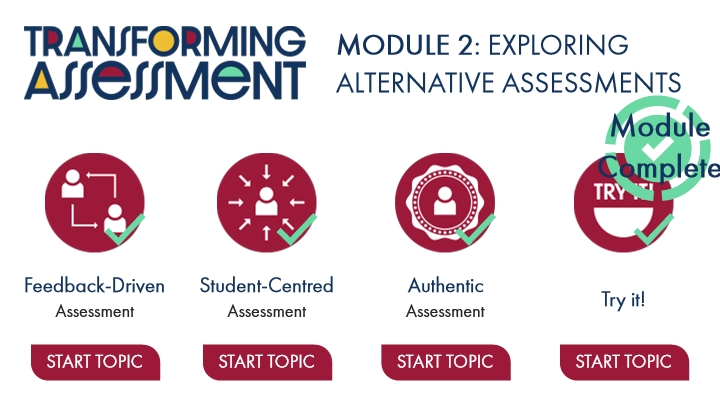 TRANSFORMING
ASSESSMENT
MODULE 2: EXPLORING
ALTERNATIVE ASSESSMENTS
Module
Complete
TRY IT!
Feedback-Driven
Assessment
Student-Centred
Assessment
Authentic
Assessment
Try it!
START TOPIC
START TOPIC
START TOPIC
START TOPIC